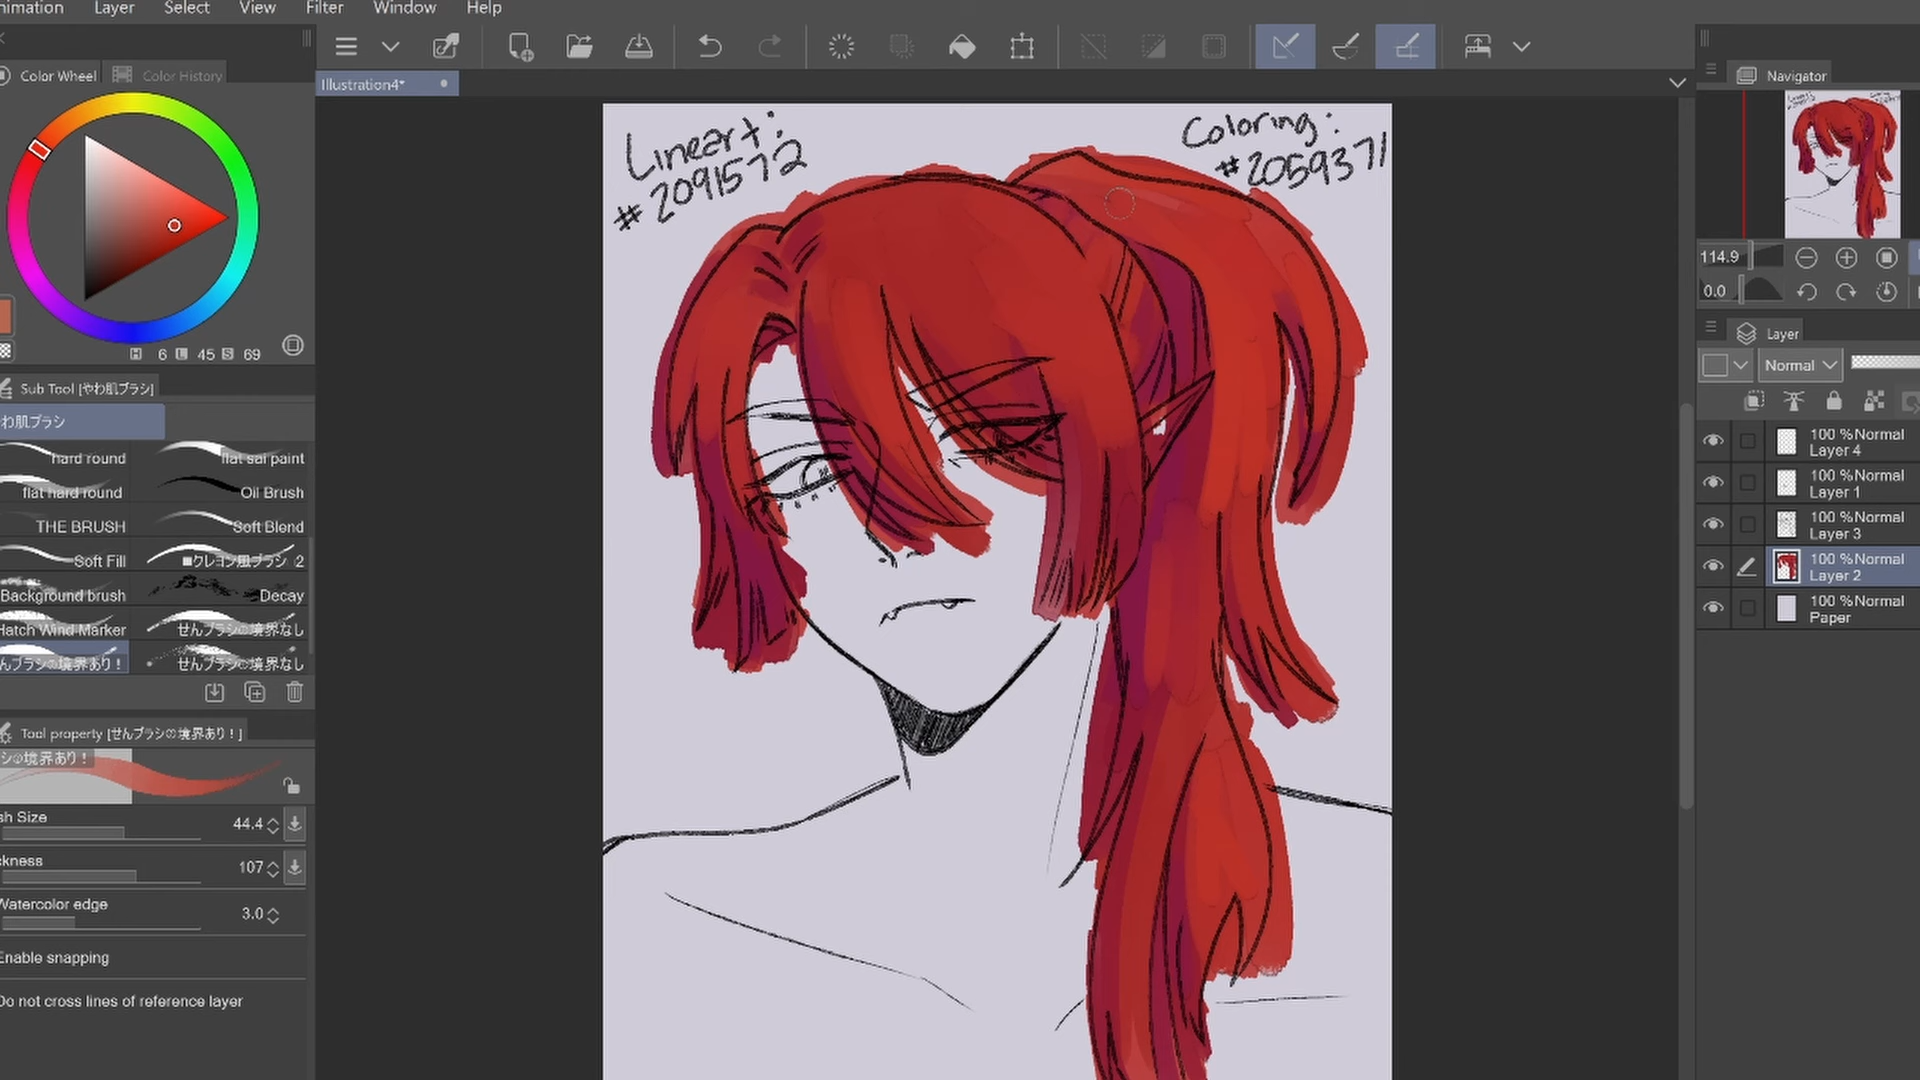 Layer Select View Filter Window Help
Color Wheel Color History
Illustration4*
Navigator
Lineart:
#2091572
Coloring:
#2059371
114.9
0.0
H 6 L 45 S 69
Layer
Normal
Sub Tool [やわ肌ブラシ]
わ肌ブラシ
hard round flat sai paint
flat hard round Oil Brush
THE BRUSH Soft Blend
Soft Fill ■クレヨン風ブラシ 2
Background brush Decay
Hatch Wind Marker せんブラシの境界なし
んブラシの境界あり! せんブラシの境界なし
100 %Normal
Layer 4
100 %Normal
Layer 1
100 %Normal
Layer 3
100 %Normal
Layer 2
100 %Normal
Paper
Tool property [せんブラシの境界あり!]
シの境界あり!
sh Size 44.4
ckness 107
Watercolor edge 3.0
Enable snapping
Do not cross lines of reference layer